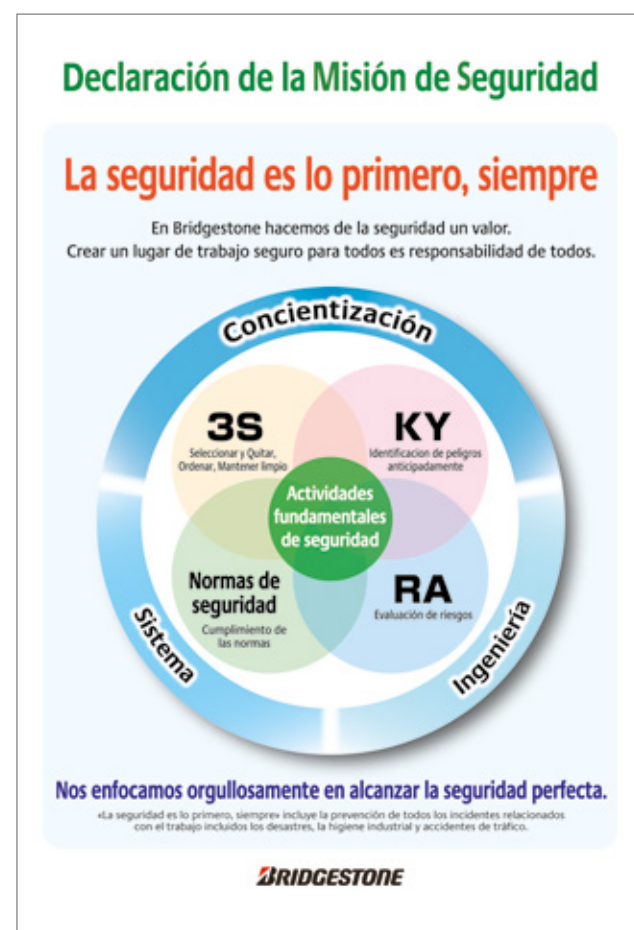 Declaración de la Misión de Seguridad
La seguridad es lo primero, siempre
En Bridgestone hacemos de la seguridad un valor.
Crear un lugar de trabajo seguro para todos es responsabilidad de todos.
Concientización
3S
Seleccionar y Quitar,
Ordenar, Mantener limpio
KY
Identificacion de peligros
anticipadamente
Actividades
fundamentales
de seguridad
Normas de
seguridad
Cumplimiento de
las normas
RA
Evaluación de riesgos
Sistema
Ingeniería
Nos enfocamos orgullosamente en alcanzar la seguridad perfecta.
«La seguridad es lo primero, siempre» incluye la prevención de todos los incidentes relacionados
con el trabajo incluidos los desastres, la higiene industrial y accidentes de tráfico.
BRIDGESTONE